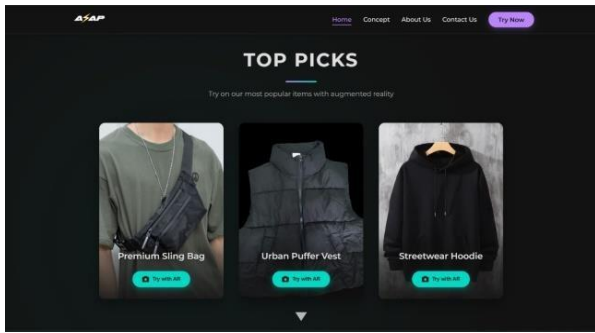 ASAP
Home Concept About Us Contact Us Try Now
TOP PICKS
Try on our most popular items with augmented reality
Premium Sling Bag Urban Puffer Vest Streetwear Hoodie
Try with AR Try with AR Try with AR